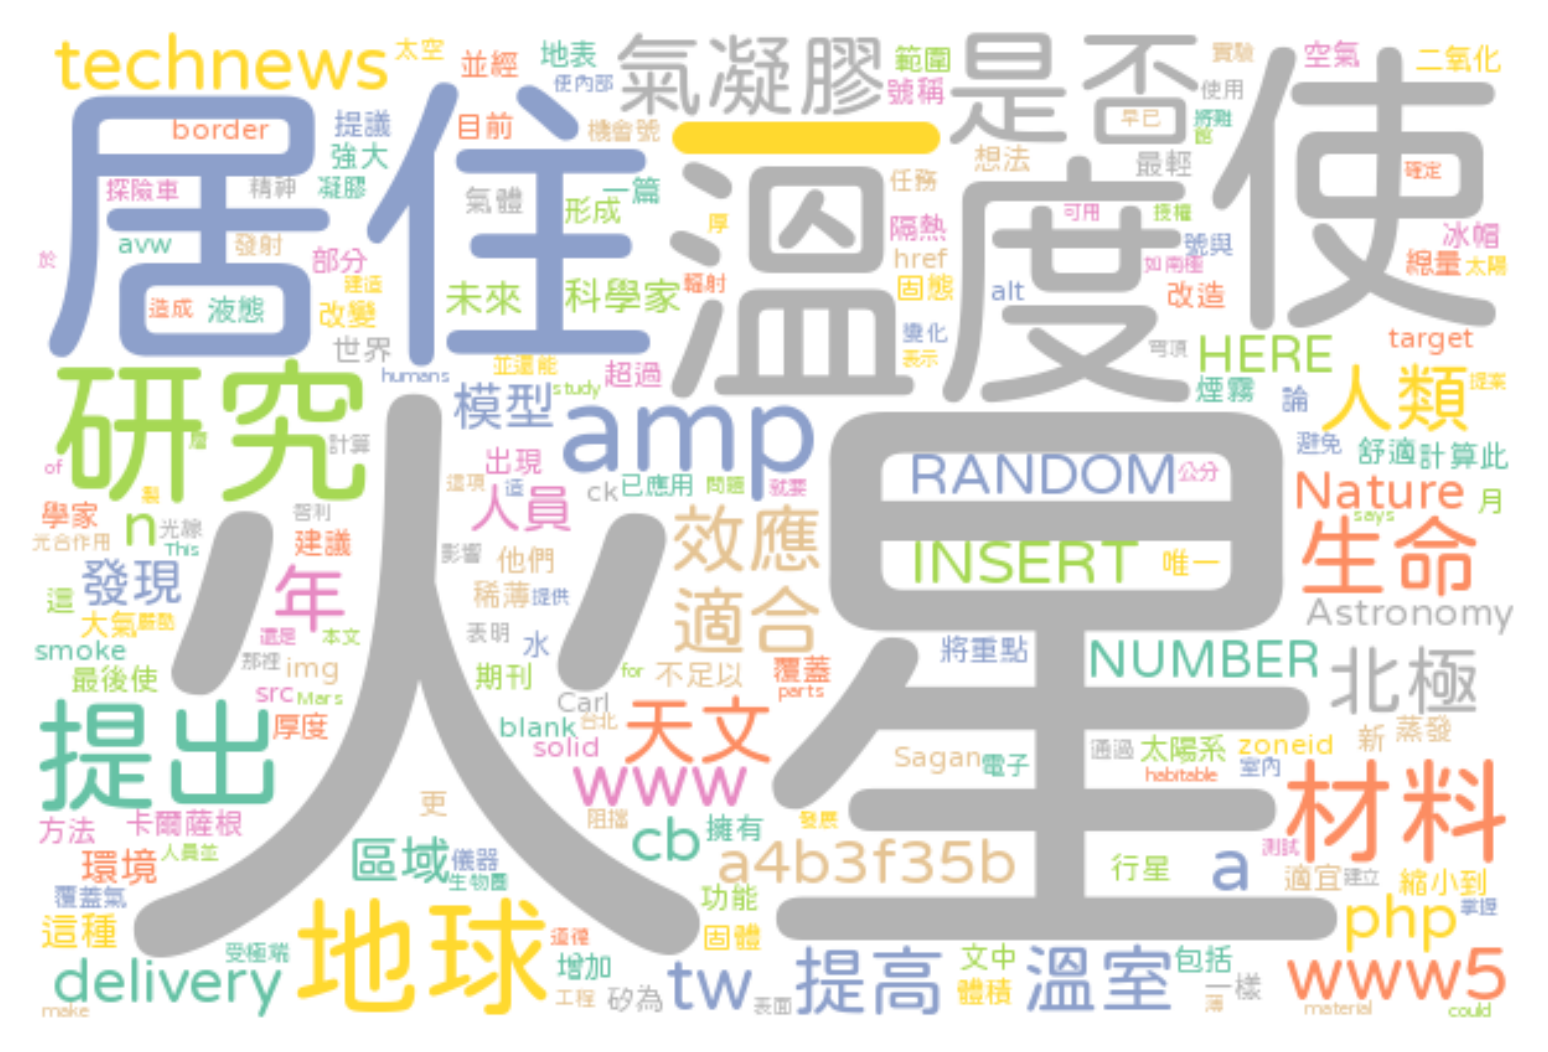 technews
太空
並經
地表
使內部
氣凝膠
範圍
號稱
是否
實驗
使用
空氣
二氧化
使
居住
border
提議
強大
目前
機會號
一
早已
想法
最輕
確定
探險車
精神
凝膠
氣體
一篇
形成
溫度
任務
隔熱
href
固態
厚
可用
授權
號與
如南極
冰帽
總量
太陽
avw
發射
部分
於
建造
造成
液態
改變
未來
科學家
輻射
alt
改造
世界
變化
表示
穹頂
HERE
target
humans
並還能
study
超過
煙霧
論
人類
提案
研究
層
計算
of
模型
amp
避免
舒適
計算此
火星
RANDOM
公分
Nature
月
says
出現
這項
造
ck
已應用
問題
就要
人員
學家
光合作用
n
光線
This
智利
建議
影響
他們
效應
INSERT
唯一
生命
發現
年
稀薄
提供
適合
Astronomy
這
大氣
嚴酷
還是
本文
表明
水
smoke
最後使
那裡
img
src
Mars
期刊
for
不足以
覆蓋
parts
將重點
NUMBER
北極
Carl
提出
厚度
blank
台北
solid
天文
www
Sagan
電子
通過
太陽系
habitable
zoneid
室內
新
蒸發
材料
方法
卡爾薩根
更
阻擋
cb
擁有
發展
環境
人員並
區域
儀器
生物圈
a4b3f35b
行星
a
測試
適宜
建立
縮小到
覆蓋氣
功能
php
掌握
這種
受極端
地球
固體
delivery
增加
工程
矽為
tw
表面
提高
文中
體積
溫室
包括
一樣
薄
www5
make
material
could